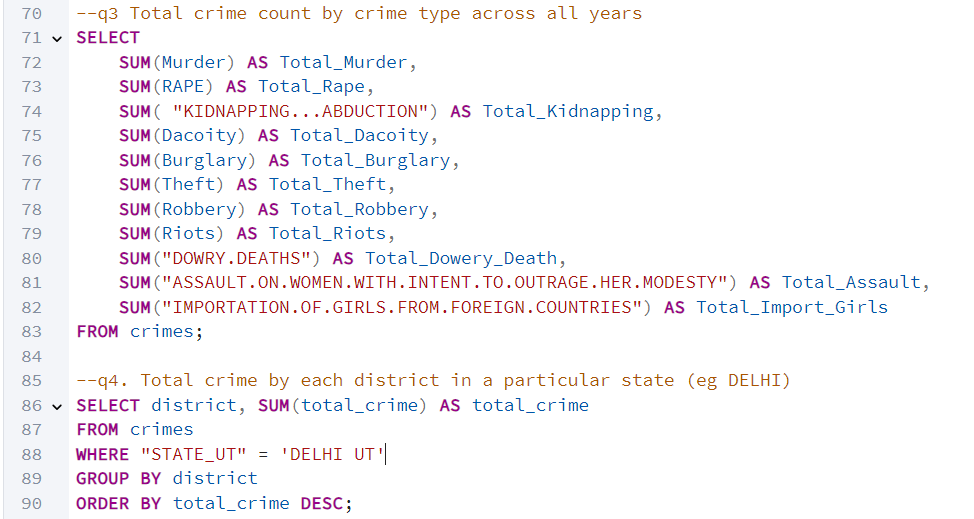 70 --q3 Total crime count by crime type across all years
71 SELECT
72 SUM(Murder) AS Total_Murder,
73 SUM(RAPE) AS Total_Rape,
74 SUM( "KIDNAPPING...ABDUCTION") AS Total_Kidnapping,
75 SUM(Dacoity) AS Total_Dacoity,
76 SUM(Burglary) AS Total_Burglary,
77 SUM(Theft) AS Total_Theft,
78 SUM(Robbery) AS Total_Robbery,
79 SUM(Riots) AS Total_Riots,
80 SUM("DOWRY.DEATHS") AS Total_Dowery_Death,
81 SUM("ASSAULT.ON.WOMEN.WITH.INTENT.TO.OUTRAGE.HER.MODESTY") AS Total_Assault,
82 SUM("IMPORTATION.OF.GIRLS.FROM.FOREIGN.COUNTRIES") AS Total_Import_Girls
83 FROM crimes;
84
85 --q4. Total crime by each district in a particular state (eg DELHI)
86 SELECT district, SUM(total_crime) AS total_crime
87 FROM crimes
88 WHERE "STATE_UT" = 'DELHI UT'
89 GROUP BY district
90 ORDER BY total_crime DESC;